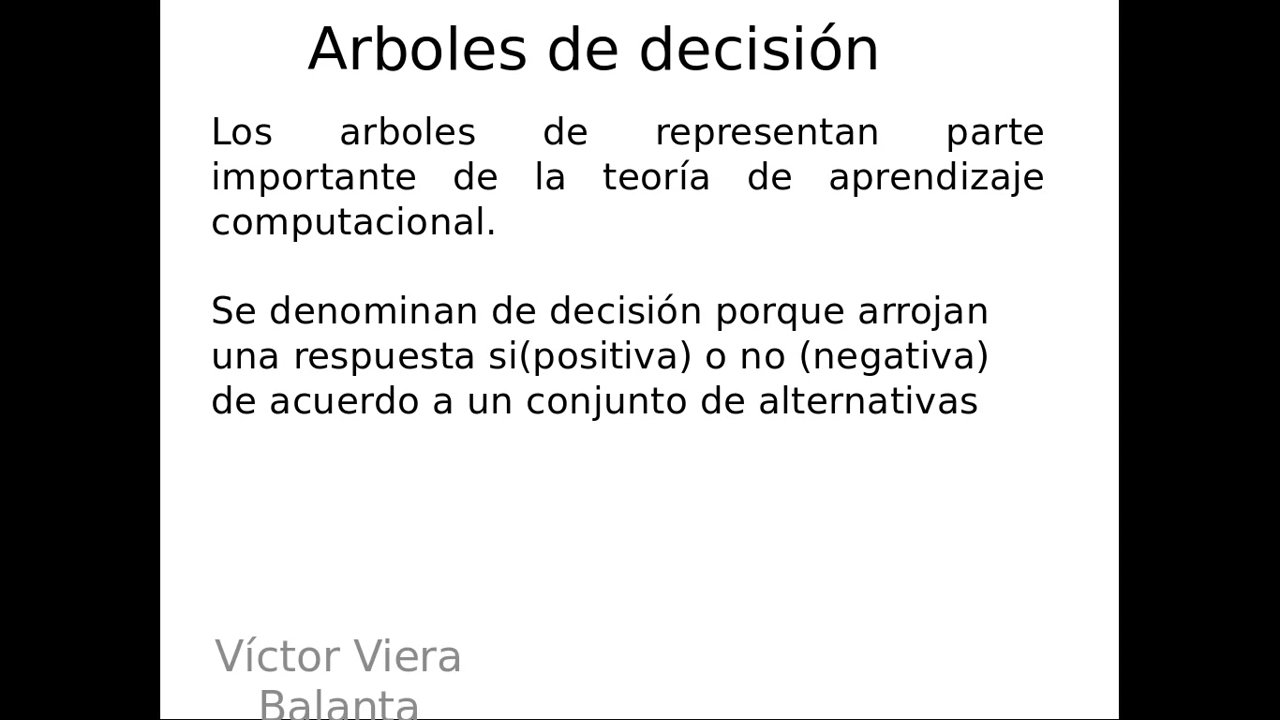 Arboles de decisión
Los arboles de representan parte
importante de la teoría de aprendizaje
computacional.
Se denominan de decisión porque arrojan
una respuesta si(positiva) o no (negativa)
de acuerdo a un conjunto de alternativas
Víctor Viera
Balanta